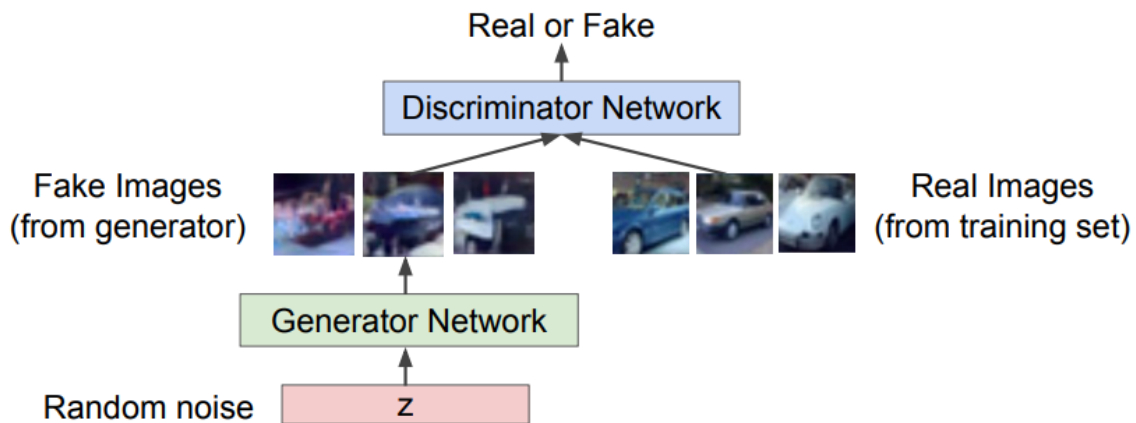 Real or Fake
Discriminator Network
Fake Images
(from generator)
Real Images
(from training set)
Generator Network
Random noise
z